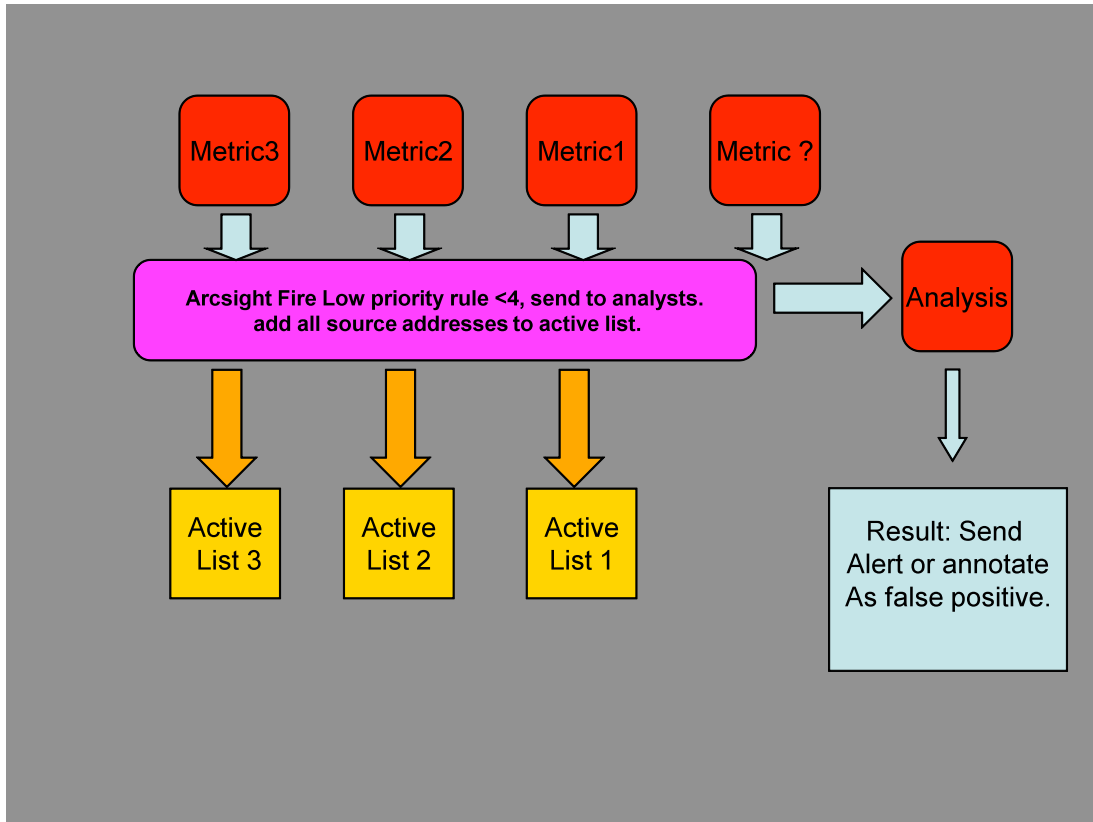 Metric3
Metric2
Metric1
Metric ?
Arcsight Fire Low priority rule <4, send to analysts.
add all source addresses to active list.
Analysis
Active
List 3
Active
List 2
Active
List 1
Result: Send
Alert or annotate
As false positive.